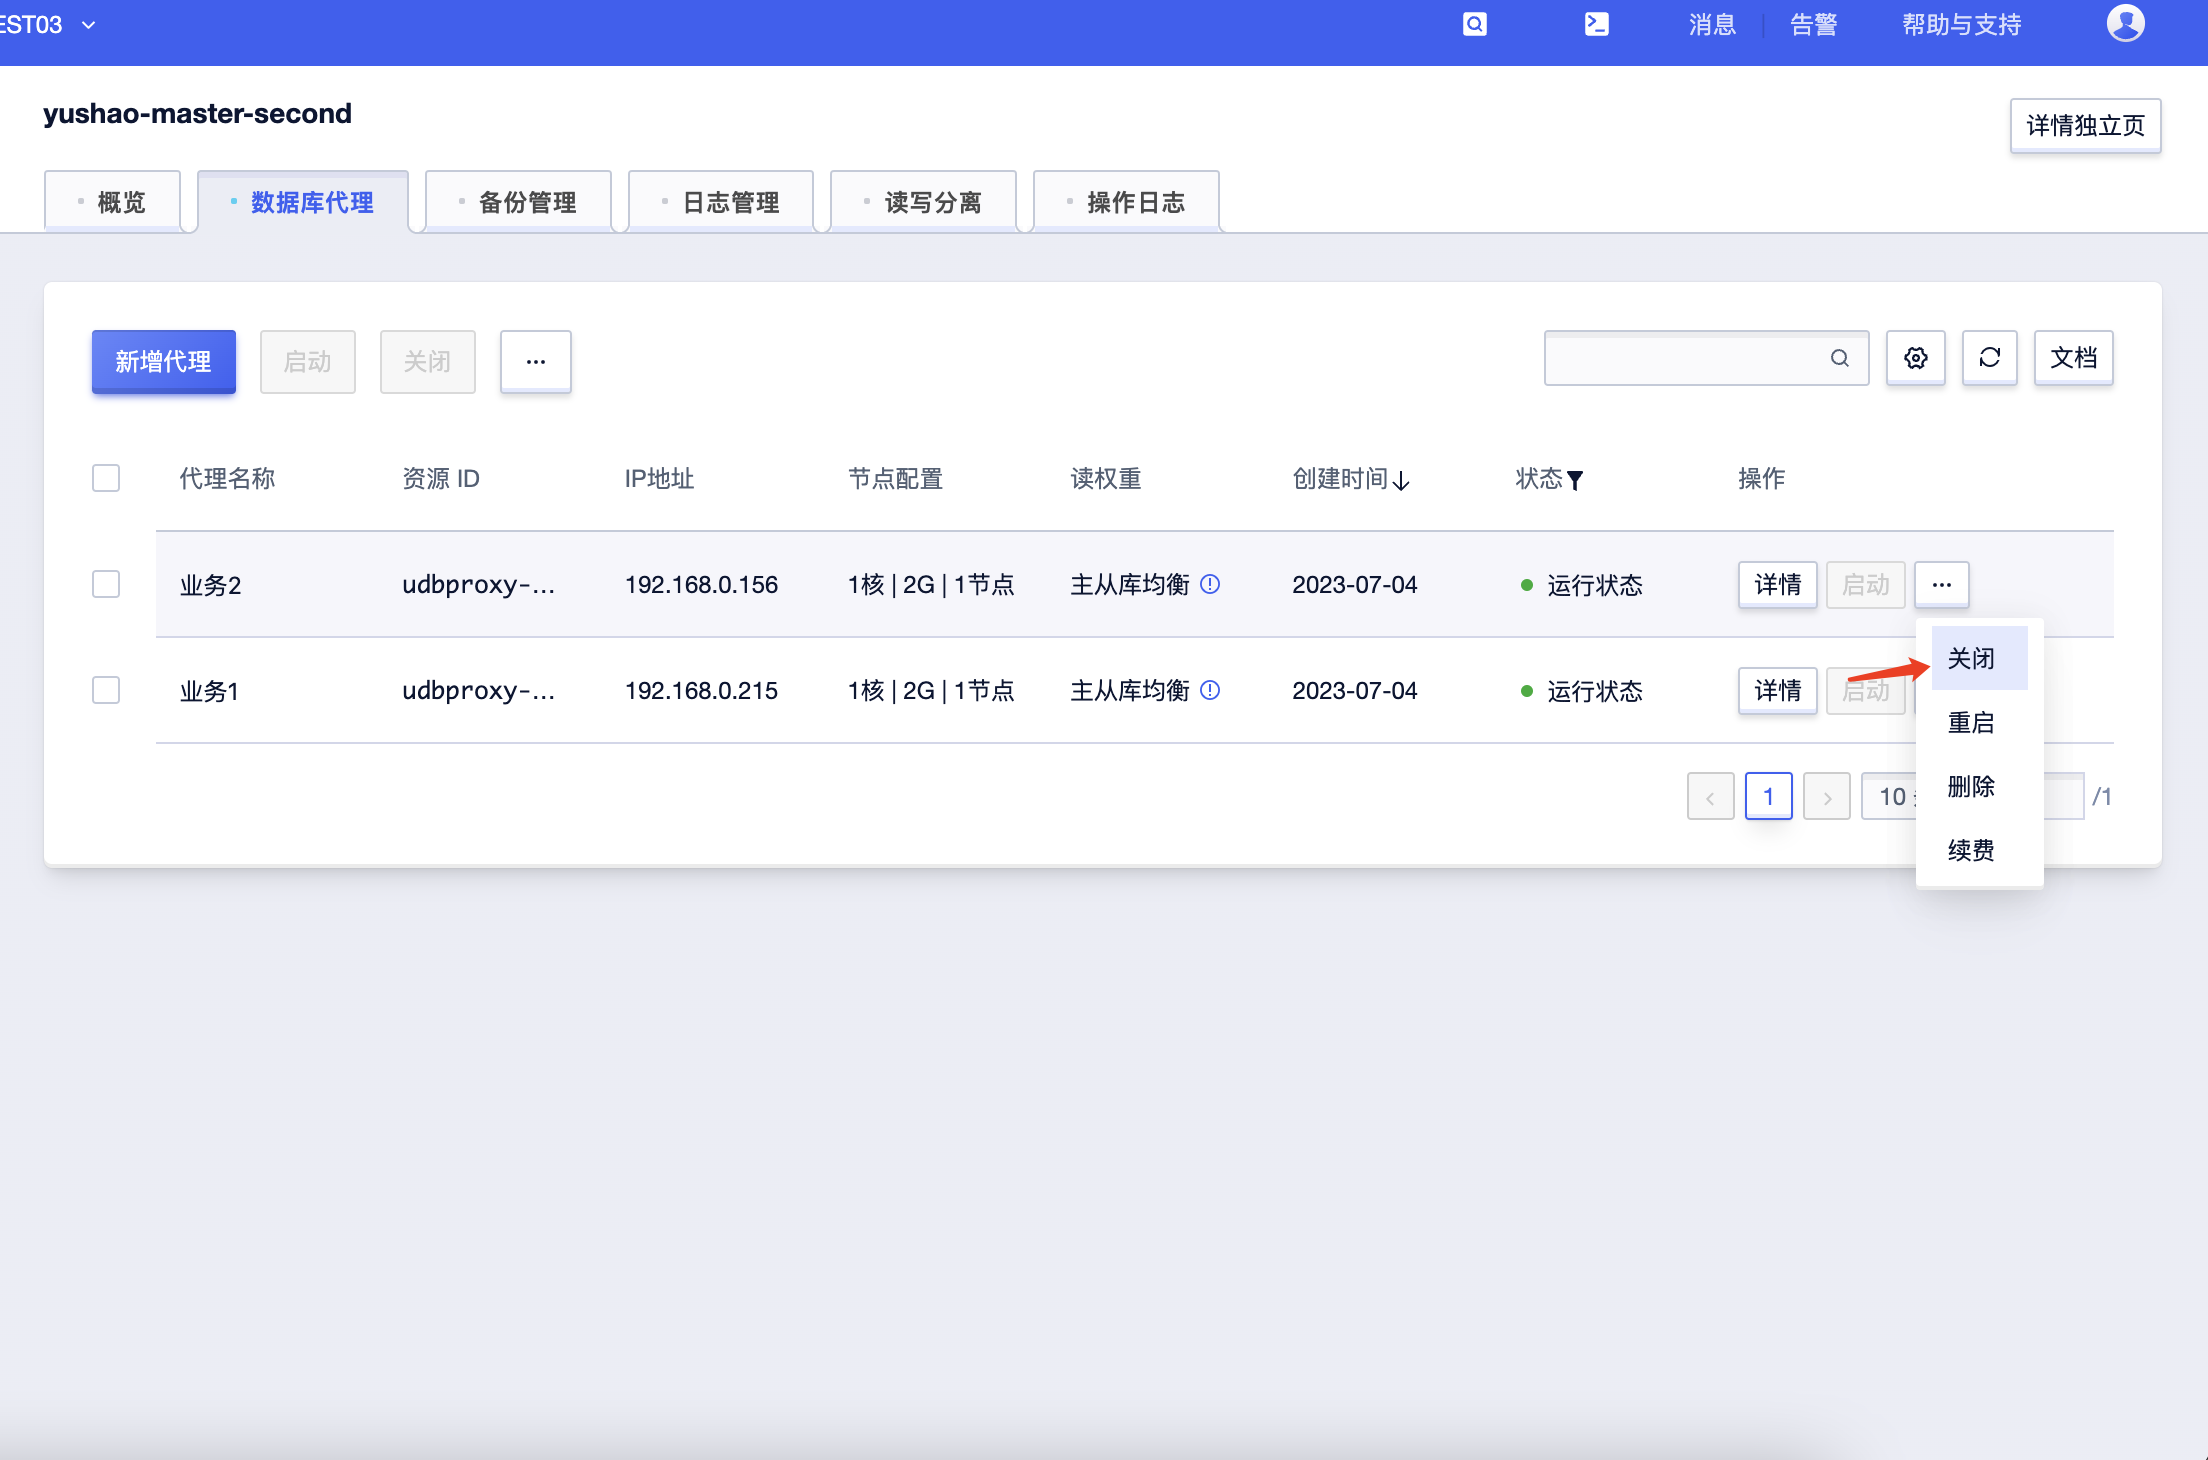 EST03
消息
告警
帮助与支持
yushao-master-second
详情独立页
概览
数据库代理
备份管理
日志管理
读写分离
操作日志
新增代理
启动
关闭
...
文档
代理名称 资源 ID IP地址 节点配置 读权重 创建时间 状态 操作
业务2 udbproxy-... 192.168.0.156 1核 | 2G | 1节点 主从库均衡 2023-07-04 运行状态 详情 启动 ...
业务1 udbproxy-... 192.168.0.215 1核 | 2G | 1节点 主从库均衡 2023-07-04 运行状态 详情 启动
关闭
重启
删除
续费
1
10
/1